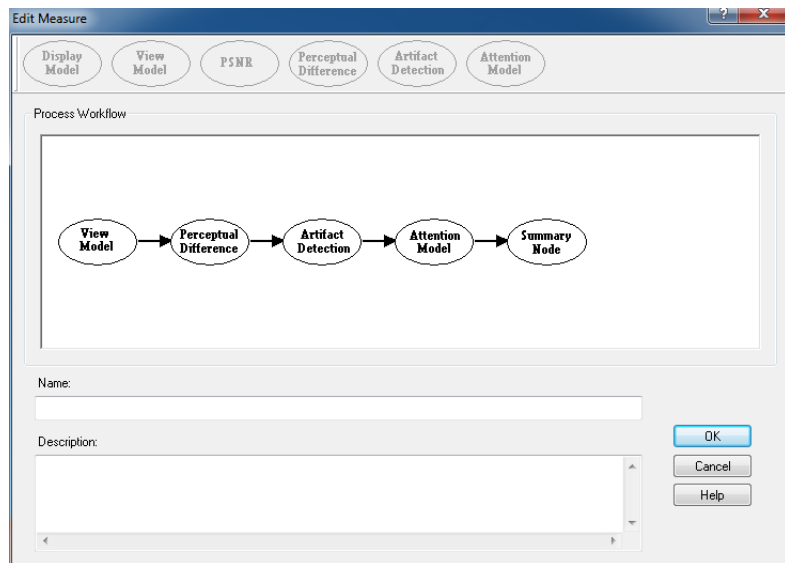 Edit Measure
?
Display
Model
View
Model
PSNR
Perceptual
Difference
Artifact
Detection
Attention
Model
Process Workflow
View
Model
Perceptual
Difference
Artifact
Detection
Attention
Model
Summary
Node
Name:
Description:
OK
Cancel
Help